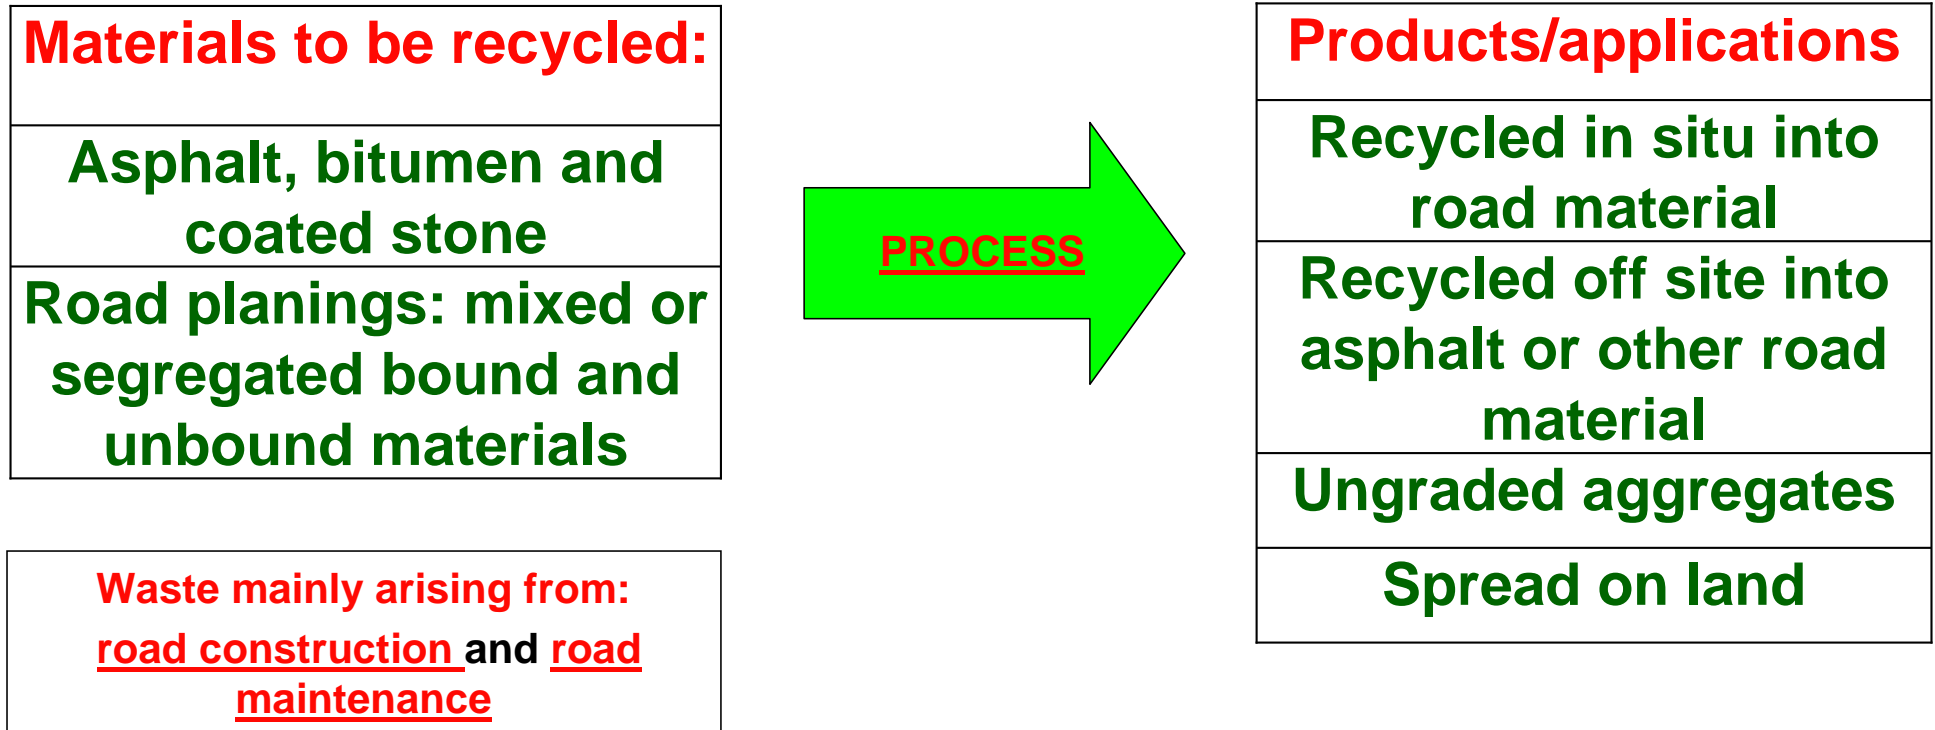 Materials to be recycled:
Asphalt, bitumen and
coated stone
Road planings: mixed or
segregated bound and
unbound materials
Waste mainly arising from:
road construction and road
maintenance
PROCESS
Products/applications
Recycled in situ into
road material
Recycled off site into
asphalt or other road
material
Ungraded aggregates
Spread on land